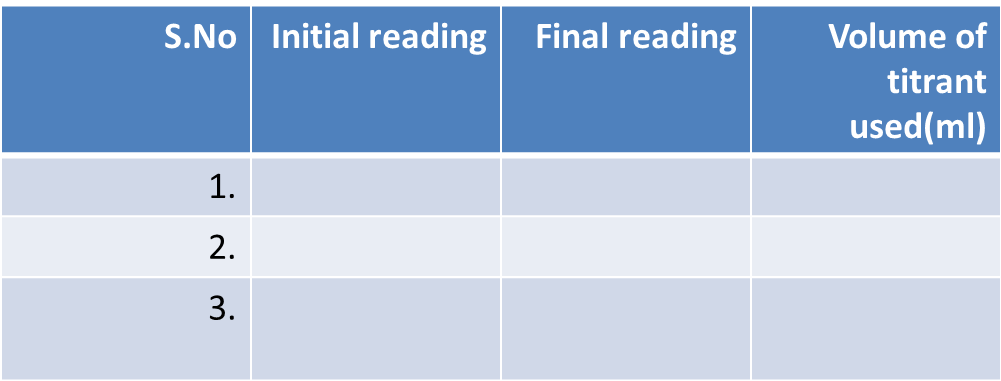 S.No Initial reading Final reading Volume of
titrant
used(ml)
1.
2.
3.